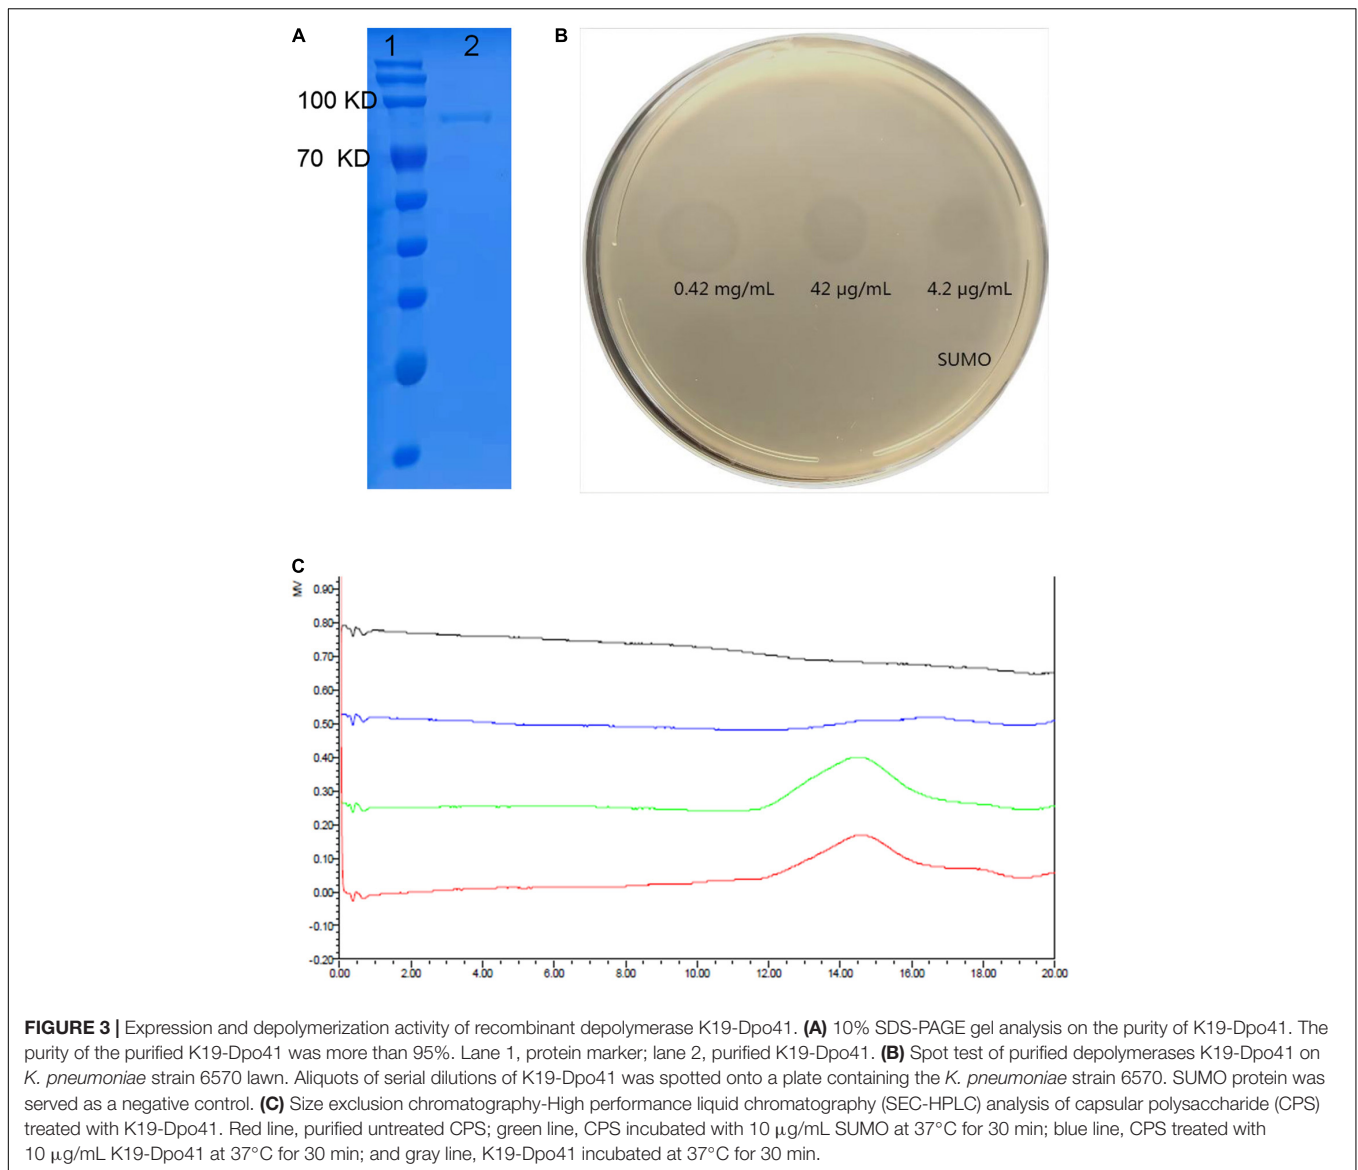 A
1 2
100 KD
70 KD
B
0.42 mg/mL 42 µg/mL 4.2 µg/mL
SUMO
C
MV
0.90
0.80
0.70
0.60
0.50
0.40
0.30
0.20
0.10
0.00
-0.10
-0.20
0.00 2.00 4.00 6.00 8.00 10.00 12.00 14.00 16.00 18.00 20.00
FIGURE 3 | Expression and depolymerization activity of recombinant depolymerase K19-Dpo41. (A) 10% SDS-PAGE gel analysis on the purity of K19-Dpo41. The
purity of the purified K19-Dpo41 was more than 95%. Lane 1, protein marker; lane 2, purified K19-Dpo41. (B) Spot test of purified depolymerases K19-Dpo41 on
K. pneumoniae strain 6570 lawn. Aliquots of serial dilutions of K19-Dpo41 was spotted onto a plate containing the K. pneumoniae strain 6570. SUMO protein was
served as a negative control. (C) Size exclusion chromatography-High performance liquid chromatography (SEC-HPLC) analysis of capsular polysaccharide (CPS)
treated with K19-Dpo41. Red line, purified untreated CPS; green line, CPS incubated with 10 µg/mL SUMO at 37°C for 30 min; blue line, CPS treated with
10 µg/mL K19-Dpo41 at 37°C for 30 min; and gray line, K19-Dpo41 incubated at 37°C for 30 min.